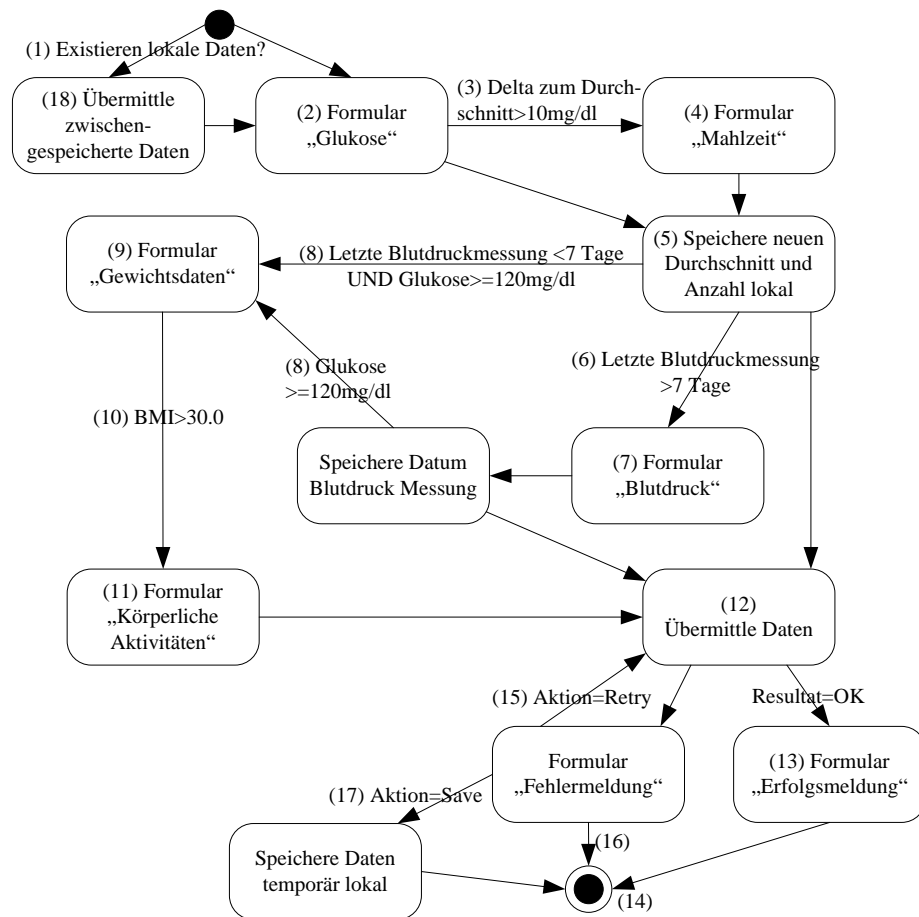 (1) Existieren lokale Daten?
(18) Übermittle
zwischen-
gespeicherte Daten
(2) Formular
„Glukose“
(3) Delta zum Durch-
schnitt>10mg/dl
(4) Formular
„Mahlzeit“
(9) Formular
„Gewichtsdaten“
(8) Letzte Blutdruckmessung <7 Tage
UND Glukose>=120mg/dl
(5) Speichere neuen
Durchschnitt und
Anzahl lokal
(6) Letzte Blutdruckmessung
>7 Tage
(8) Glukose
>=120mg/dl
(10) BMI>30.0
Speichere Datum
Blutdruck Messung
(7) Formular
„Blutdruck“
(11) Formular
„Körperliche
Aktivitäten“
(12)
Übermittle Daten
(15) Aktion=Retry
Resultat=OK
Formular
„Fehlermeldung“
(13) Formular
„Erfolgsmeldung“
(17) Aktion=Save
(16)
Speichere Daten
temporär lokal
(14)